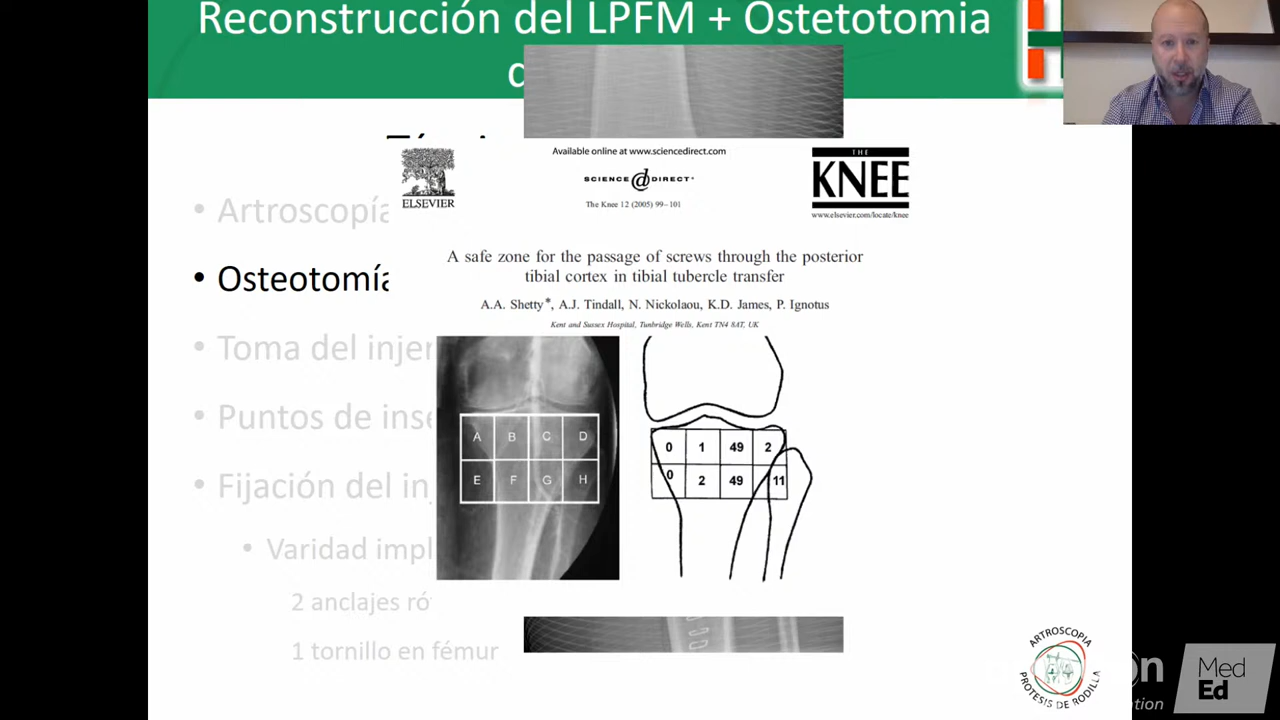 Reconstrucción del LPFM + Ostetotomia
Artroscopía
Osteotomía
Toma del injer
Puntos de inse
Fijación del inj
Varidad impl
2 anclajes ró
1 tornillo en fémur
Available online at www.sciencedirect.com
SCIENCE @ DIRECT®
The Knee 12 (2005) 99–101
ELSEVIER
THE
KNEE
www.elsevier.com/locate/knee
A safe zone for the passage of screws through the posterior
tibial cortex in tibial tubercle transfer
A.A. Shetty*, A.J. Tindall, N. Nickolaou, K.D. James, P. Ignotus
Kent and Sussex Hospital, Tunbridge Wells, Kent TN4 8AT, UK
A B C D
E F G H
0 1 49 2
0 2 49 11
ARTROSCOPIA
PROTESIS DE RODILLA
Med
Ed